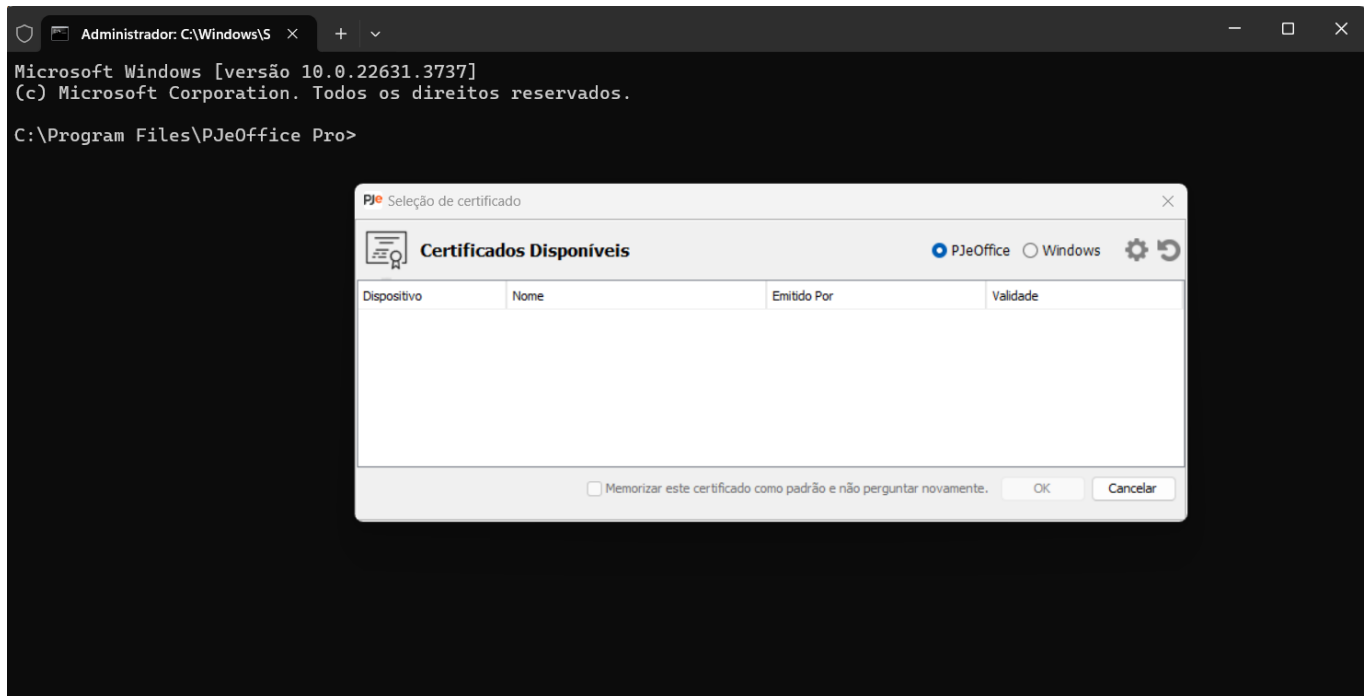 Administrador: C:\Windows\S
Microsoft Windows [versão 10.0.22631.3737]
(c) Microsoft Corporation. Todos os direitos reservados.
C:\Program Files\PJeOffice Pro>
PJe Seleção de certificado
Certificados Disponíveis PJeOffice Windows
Dispositivo Nome Emitido Por Validade
Memorizar este certificado como padrão e não perguntar novamente. OK Cancelar